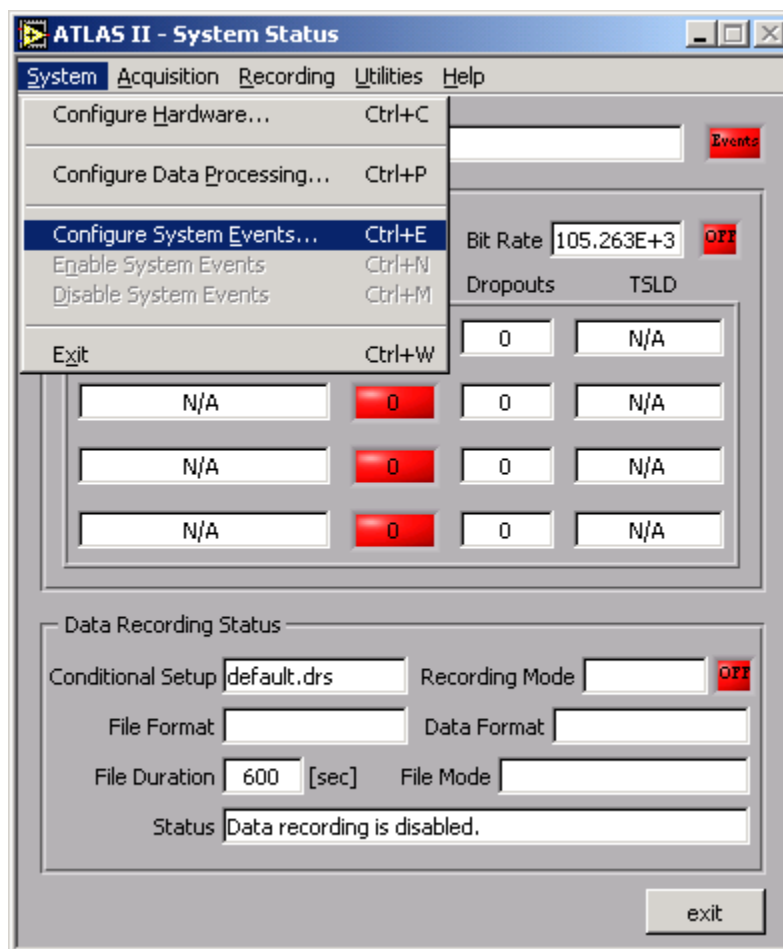 ATLAS II - System Status
System Acquisition Recording Utilities Help
Configure Hardware... Ctrl+C
Configure Data Processing... Ctrl+P
Configure System Events... Ctrl+E
Enable System Events Ctrl+N
Disable System Events Ctrl+M
Exit Ctrl+W
Events
Bit Rate 105.263E+3 OFF
Dropouts TSLD
0 N/A
N/A 0 0 N/A
N/A 0 0 N/A
N/A 0 0 N/A
Data Recording Status
Conditional Setup default.drs Recording Mode OFF
File Format Data Format
File Duration 600 [sec] File Mode
Status Data recording is disabled.
exit